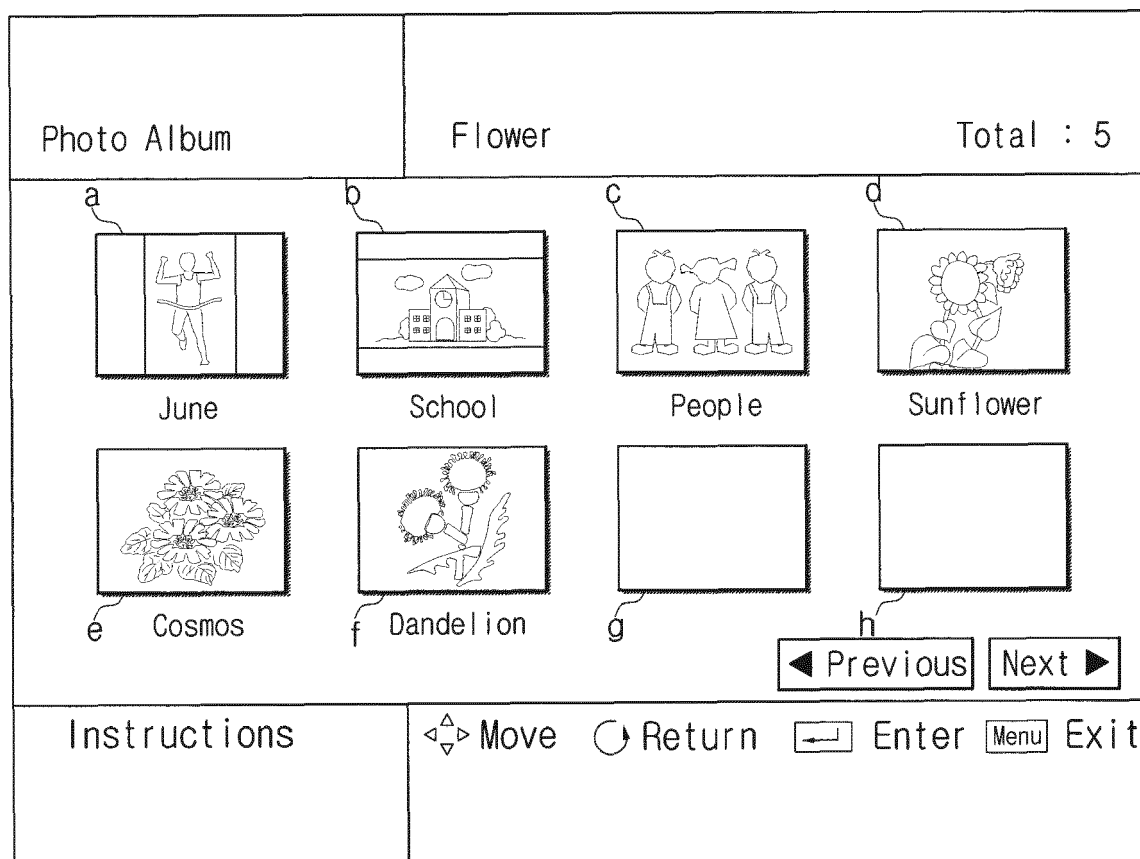 Photo Album
Flower
Total : 5
a
b
c
d
June
School
People
Sunflower
e
f
g
h
Cosmos
Dandelion
◀ Previous
Next ▶
Instructions
Move
Return
Enter
Menu
Exit